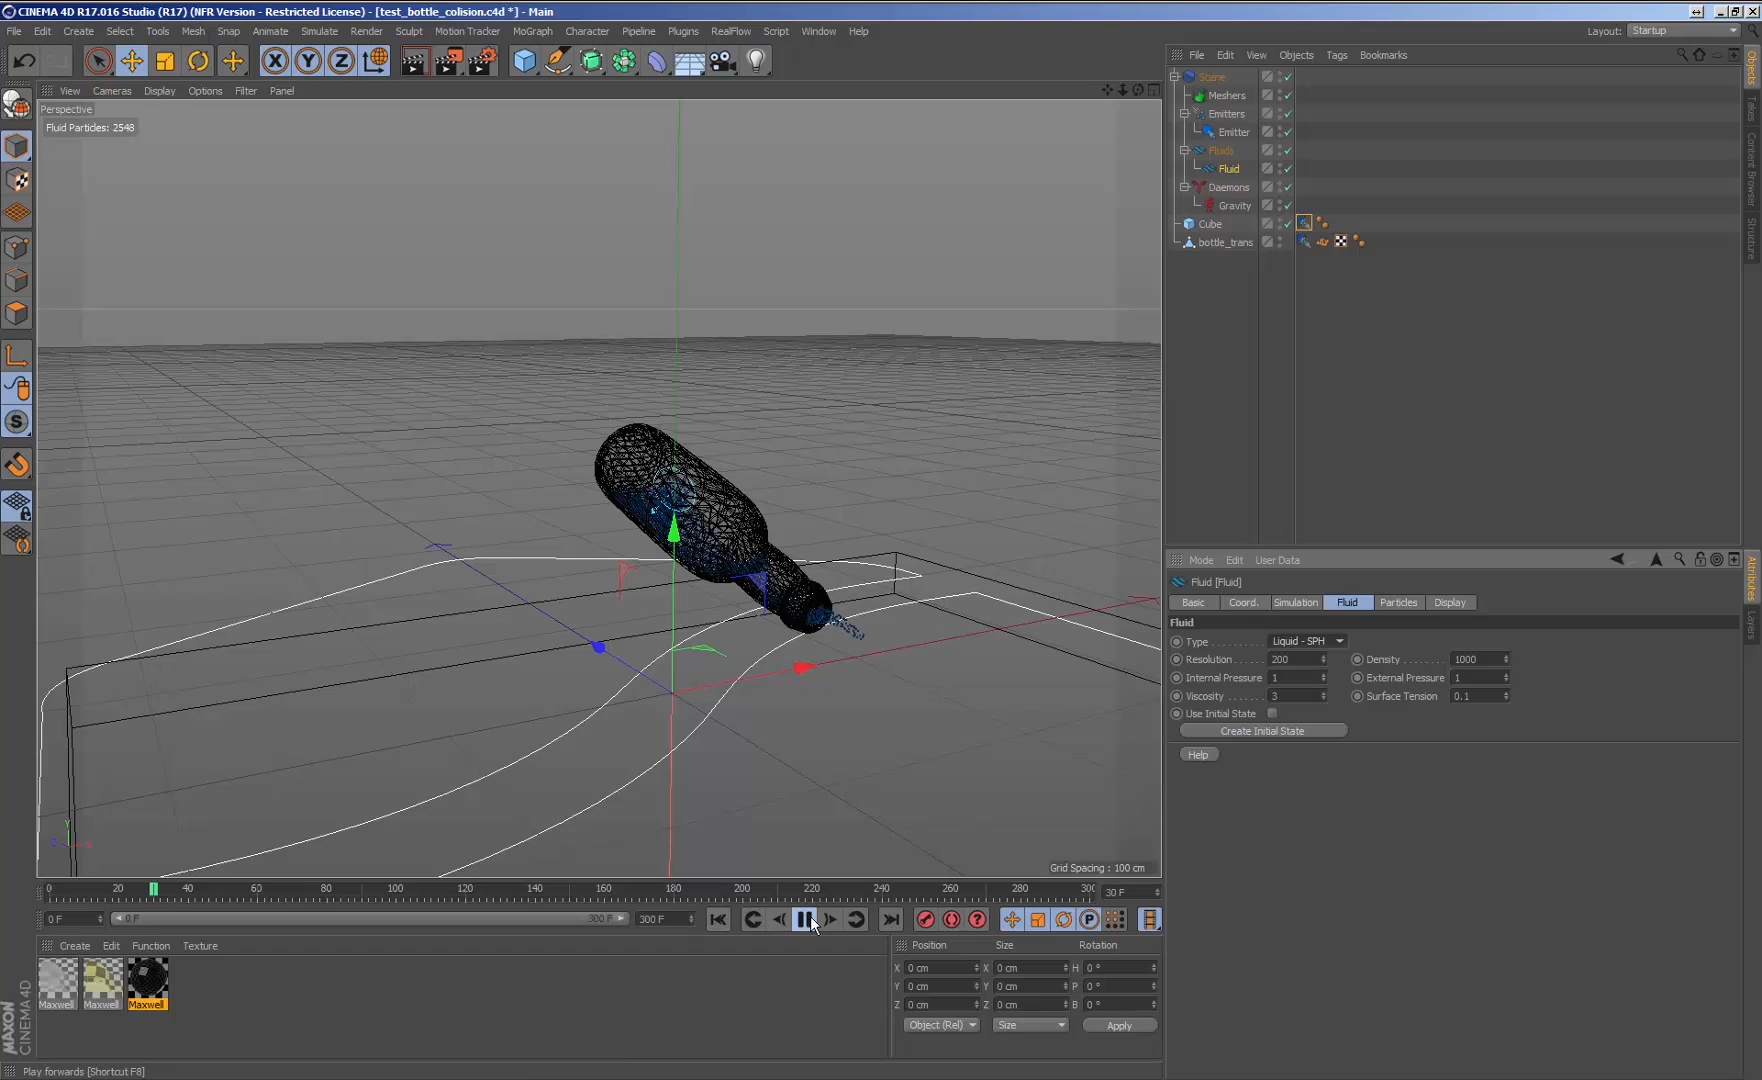 CINEMA 4D R17.016 Studio (R17) (NFR Version - Restricted License) - [test_bottle_colision.c4d *] - Main
File Edit Create Select Tools Mesh Snap Animate Simulate Render Sculpt Motion Tracker MoGraph Character Pipeline Plugins RealFlow Script Window Help
Layout: Startup
X Y Z
View Cameras Display Options Filter Panel
Perspective
Fluid Particles: 2548
Grid Spacing : 100 cm
File Edit View Objects Tags Bookmarks
Scene
Meshers
Emitters
Emitter
Fluids
Fluid
Daemons
Gravity
Cube
bottle_trans
Objects
Takes
Content Browser
Structure
Mode Edit User Data
Fluid [Fluid]
Basic Coord. Simulation Fluid Particles Display
Fluid
Type Liquid - SPH
Resolution 200 Density 1000
Internal Pressure 1 External Pressure 1
Viscosity 3 Surface Tension 0.1
Use Initial State
Create Initial State
Help
Attributes
Layers
0 20 40 60 80 100 120 140 160 180 200 220 240 260 280 300 30 F
0 F 0 F 300 F 300 F
Create Edit Function Texture
Maxwell Maxwell Maxwell
Position Size Rotation
X 0 cm X 0 cm H 0 °
Y 0 cm Y 0 cm P 0 °
Z 0 cm Z 0 cm B 0 °
Object (Rel) Size Apply
MAXON
CINEMA 4D
Play forwards [Shortcut F8]